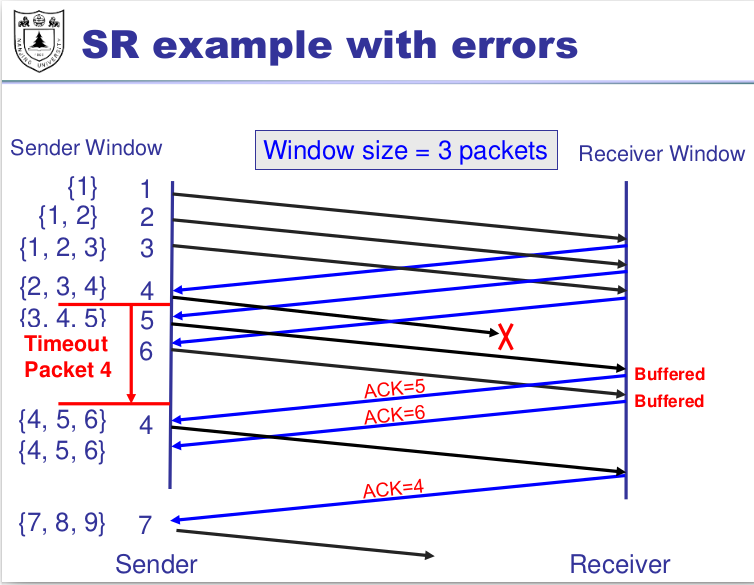 SR example with errors
NANJING UNIVERSITY
Window size = 3 packets
Sender Window
Receiver Window
{1} 1
{1, 2} 2
{1, 2, 3} 3
{2, 3, 4} 4
{3, 4, 5} 5
Timeout
Packet 4
6
X
Buffered
Buffered
ACK=5
ACK=6
{4, 5, 6} 4
{4, 5, 6}
ACK=4
{7, 8, 9} 7
Sender
Receiver